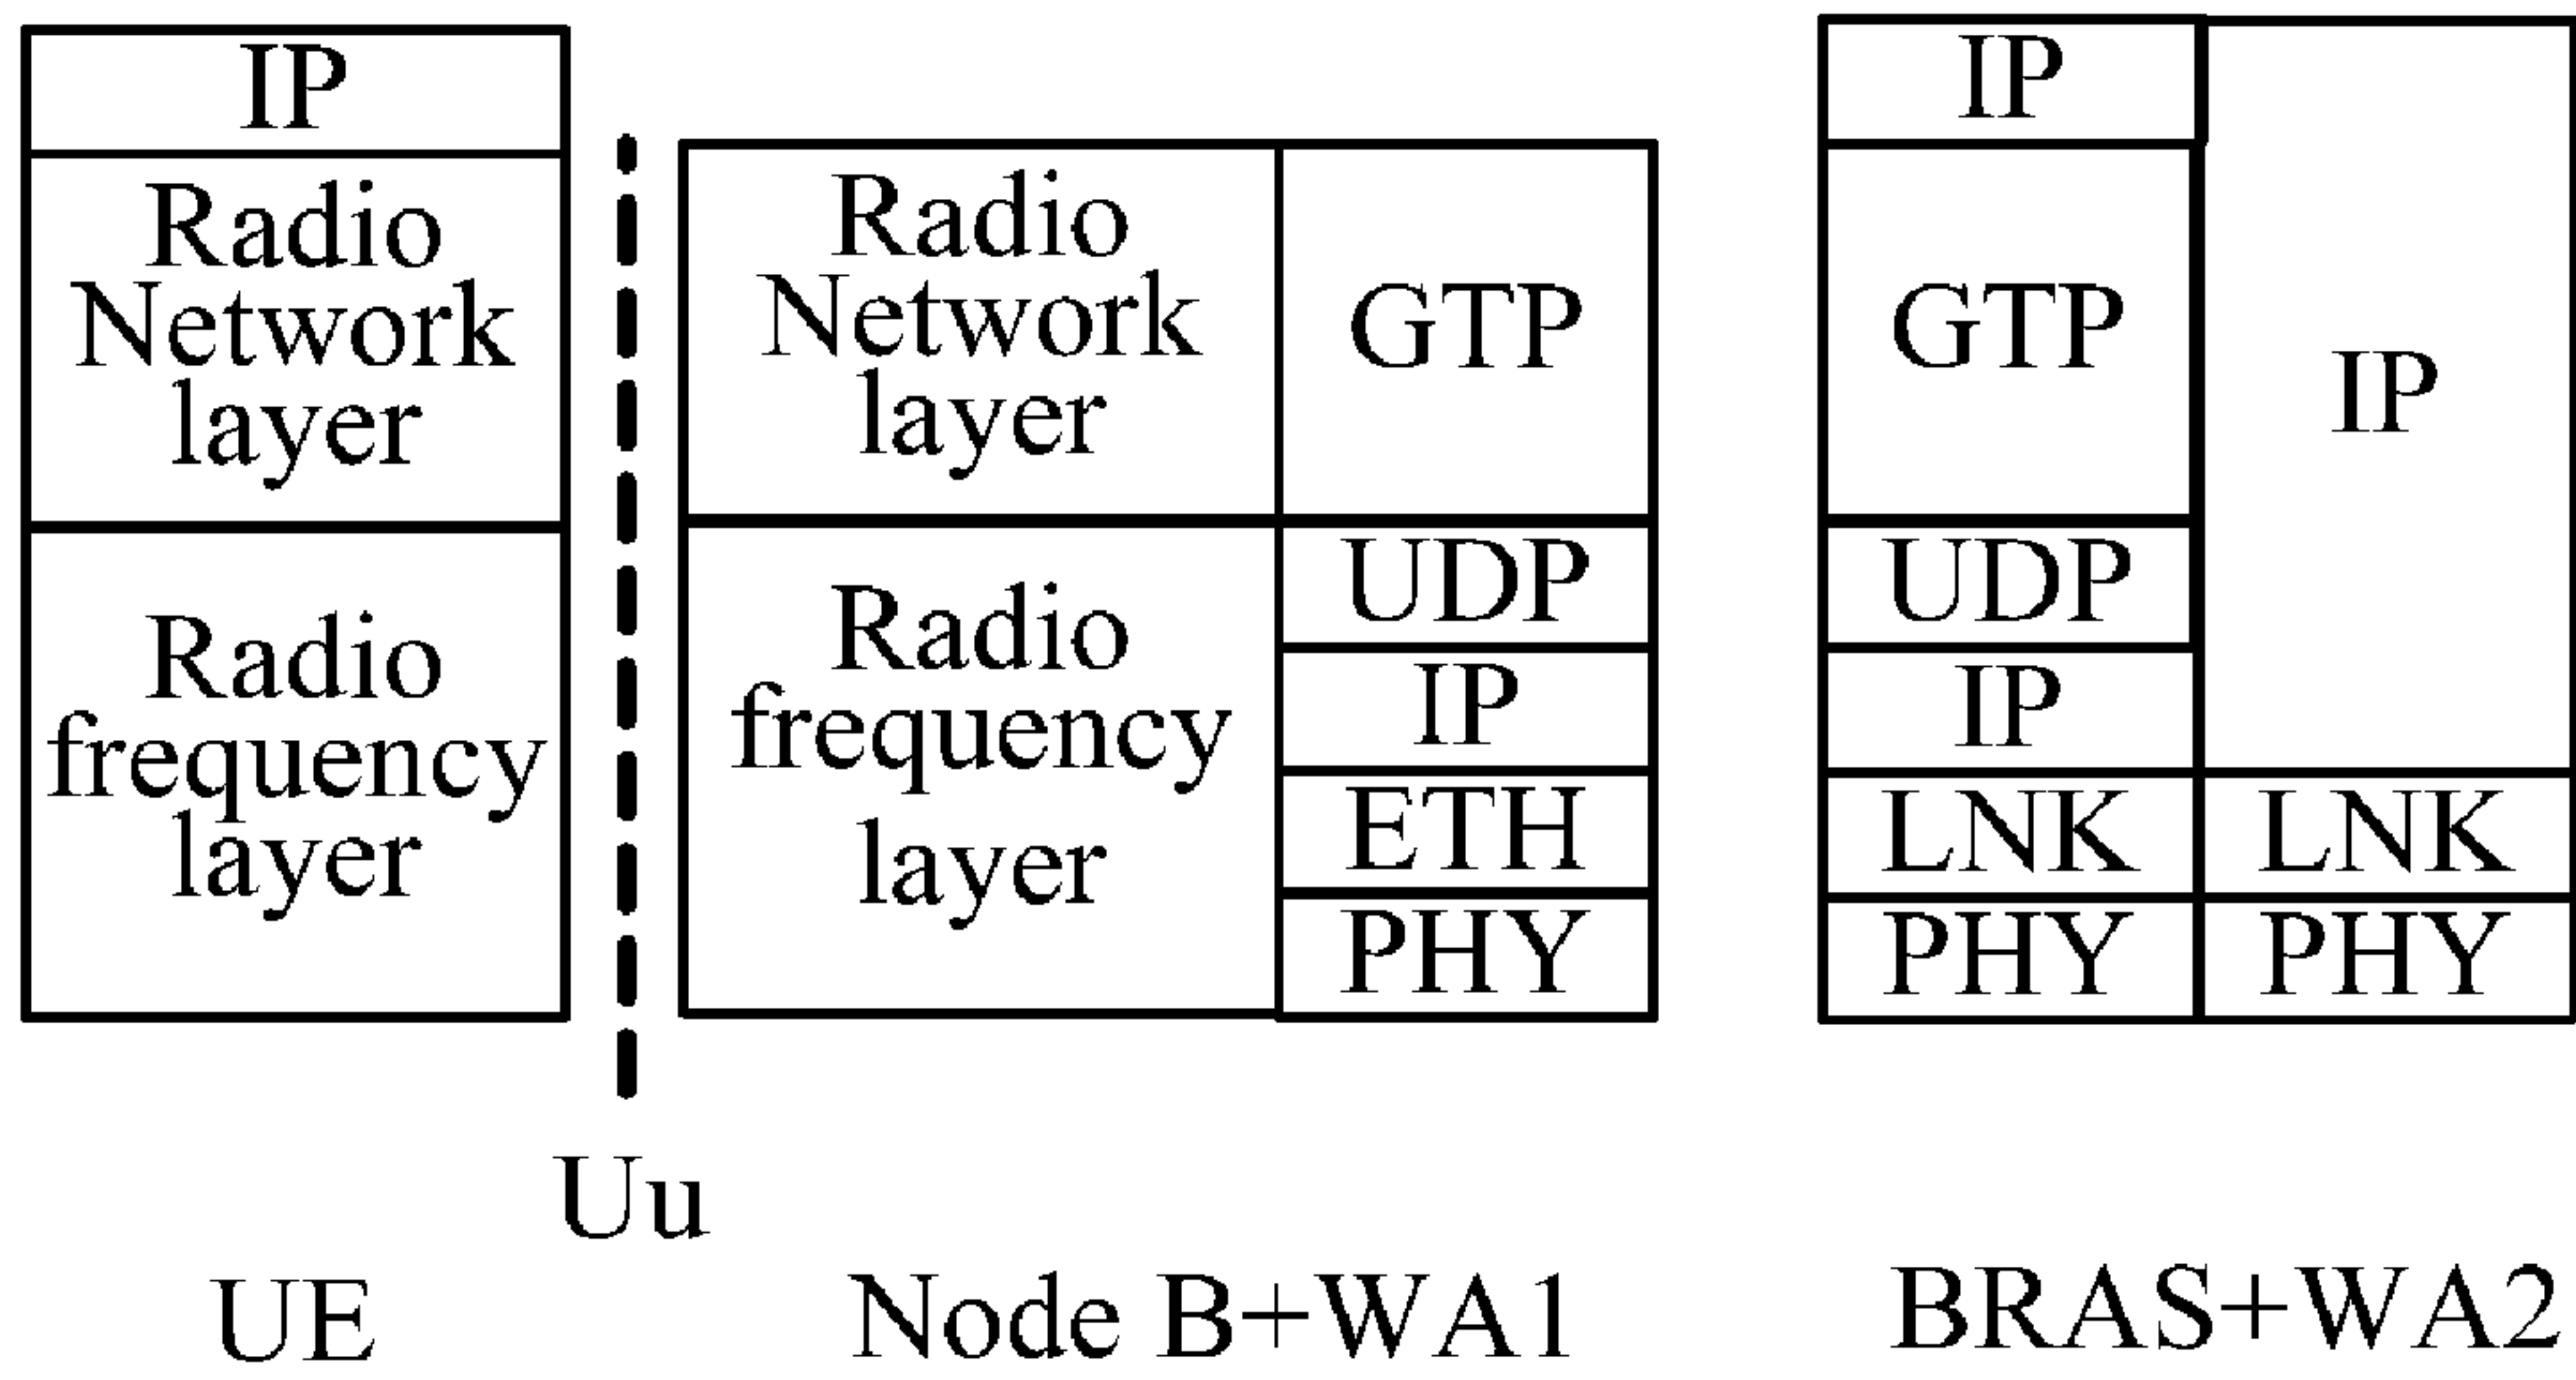 IP
Radio
Network
layer
Radio
frequency
layer
Uu
UE
Radio
Network
layer
Radio
frequency
layer
GTP
UDP
IP
ETH
PHY
Node B+WA1
IP
GTP
UDP
IP
LNK
PHY
IP
LNK
PHY
BRAS+WA2